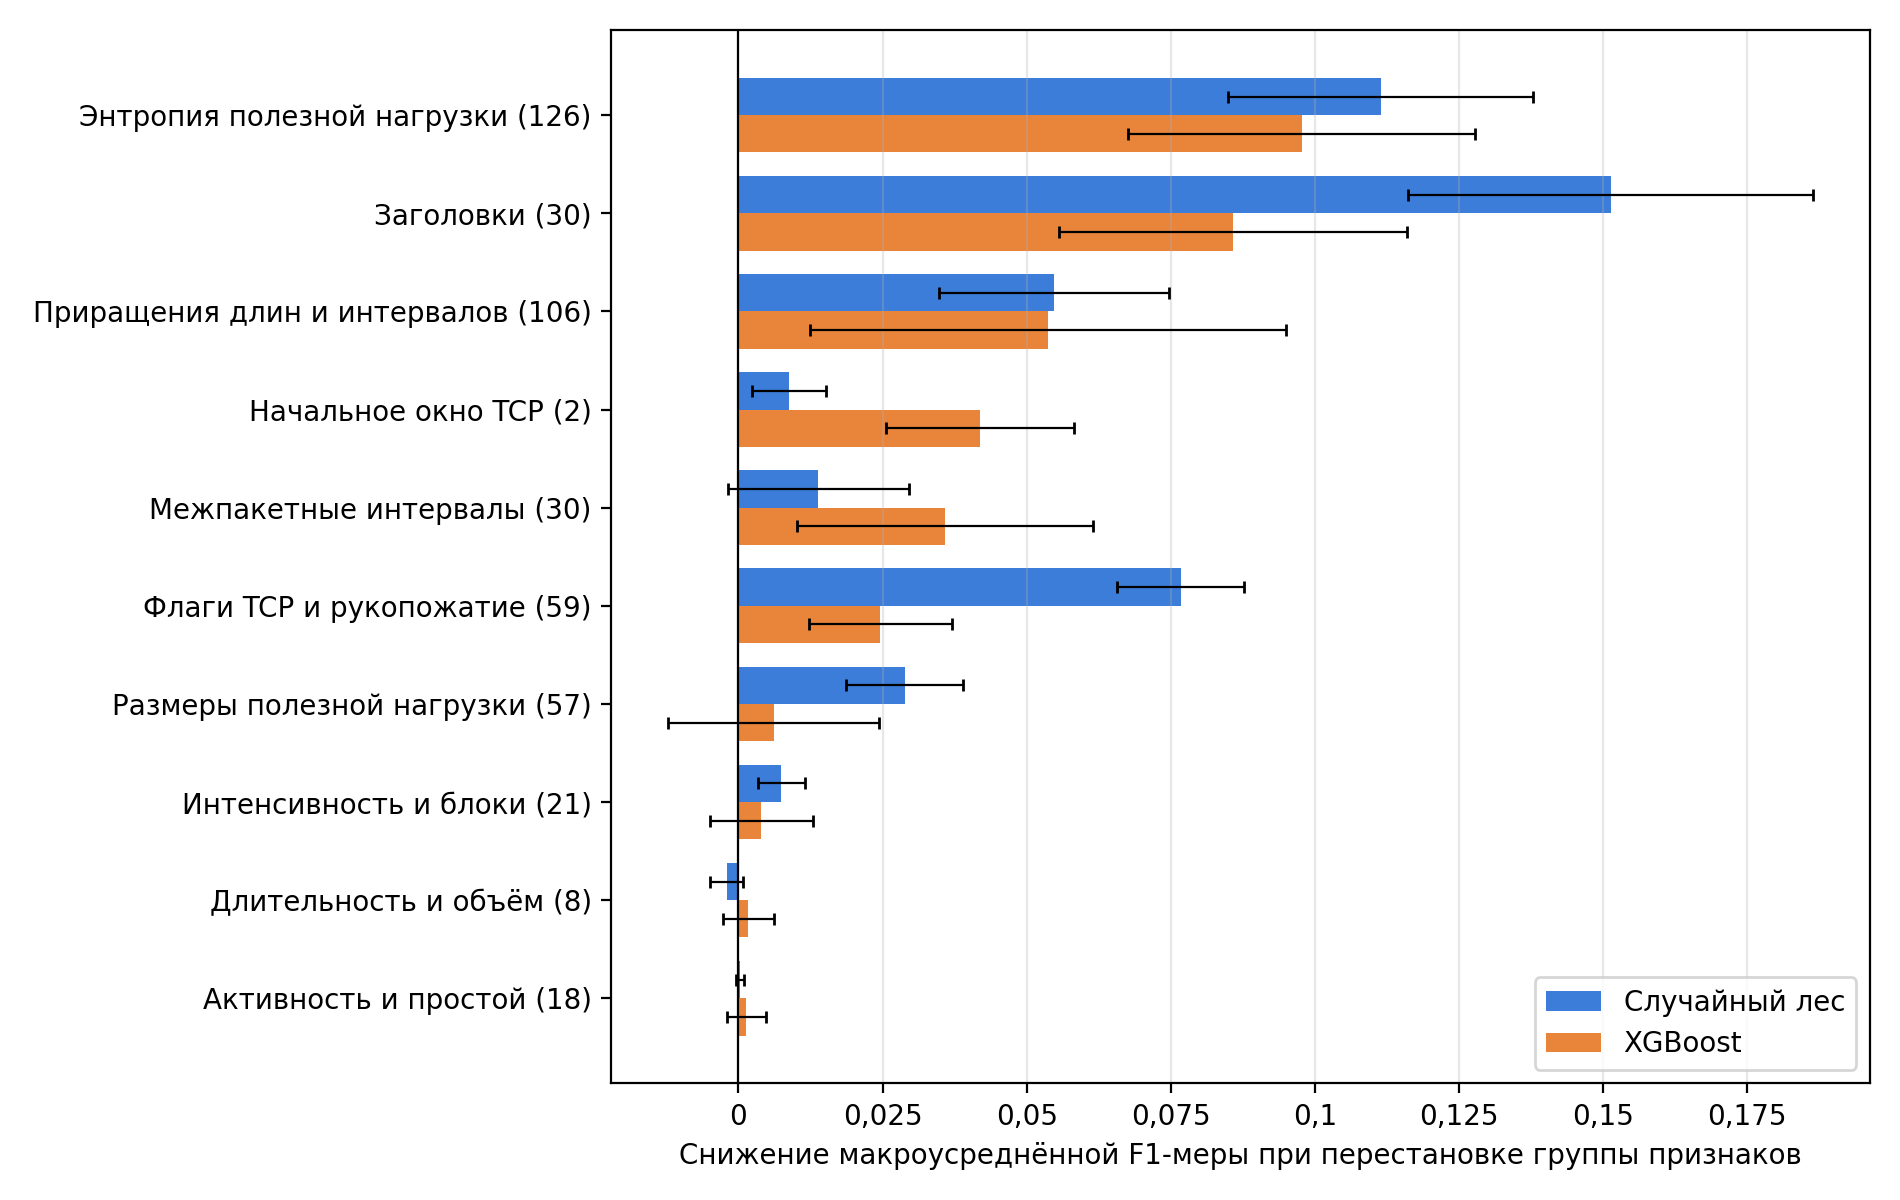 Энтропия полезной нагрузки (126)
Заголовки (30)
Приращения длин и интервалов (106)
Начальное окно TCP (2)
Межпакетные интервалы (30)
Флаги TCP и рукопожатие (59)
Размеры полезной нагрузки (57)
Интенсивность и блоки (21)
Длительность и объём (8)
Активность и простой (18)
Случайный лес
XGBoost
0 0,025 0,05 0,075 0,1 0,125 0,15 0,175
Снижение макроусреднённой F1-меры при перестановке группы признаков